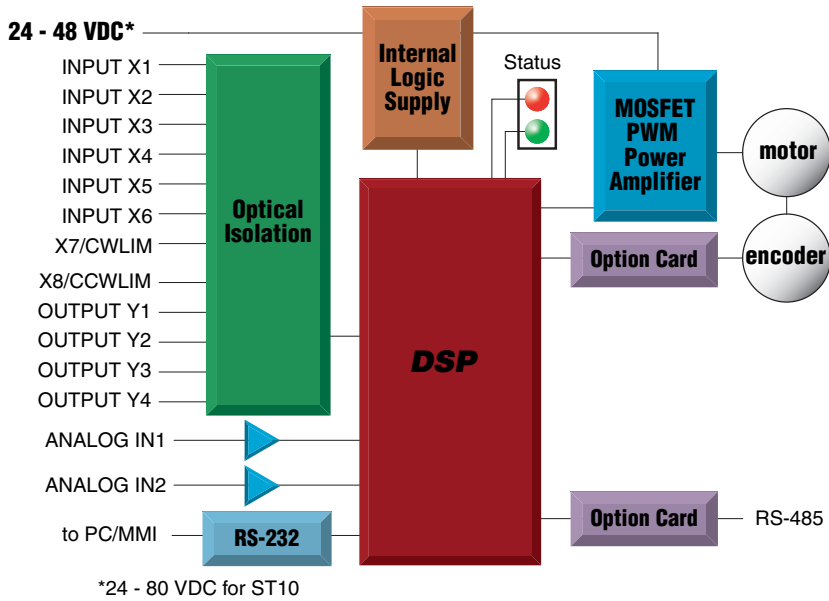 24 - 48 VDC*
INPUT X1
INPUT X2
INPUT X3
INPUT X4
INPUT X5
INPUT X6
X7/CWLIM
X8/CCWLIM
OUTPUT Y1
OUTPUT Y2
OUTPUT Y3
OUTPUT Y4
ANALOG IN1
ANALOG IN2
to PC/MMI
Optical
Isolation
RS-232
Internal
Logic
Supply
Status
DSP
MOSFET
PWM
Power
Amplifier
motor
Option Card
encoder
Option Card
RS-485
*24 - 80 VDC for ST10